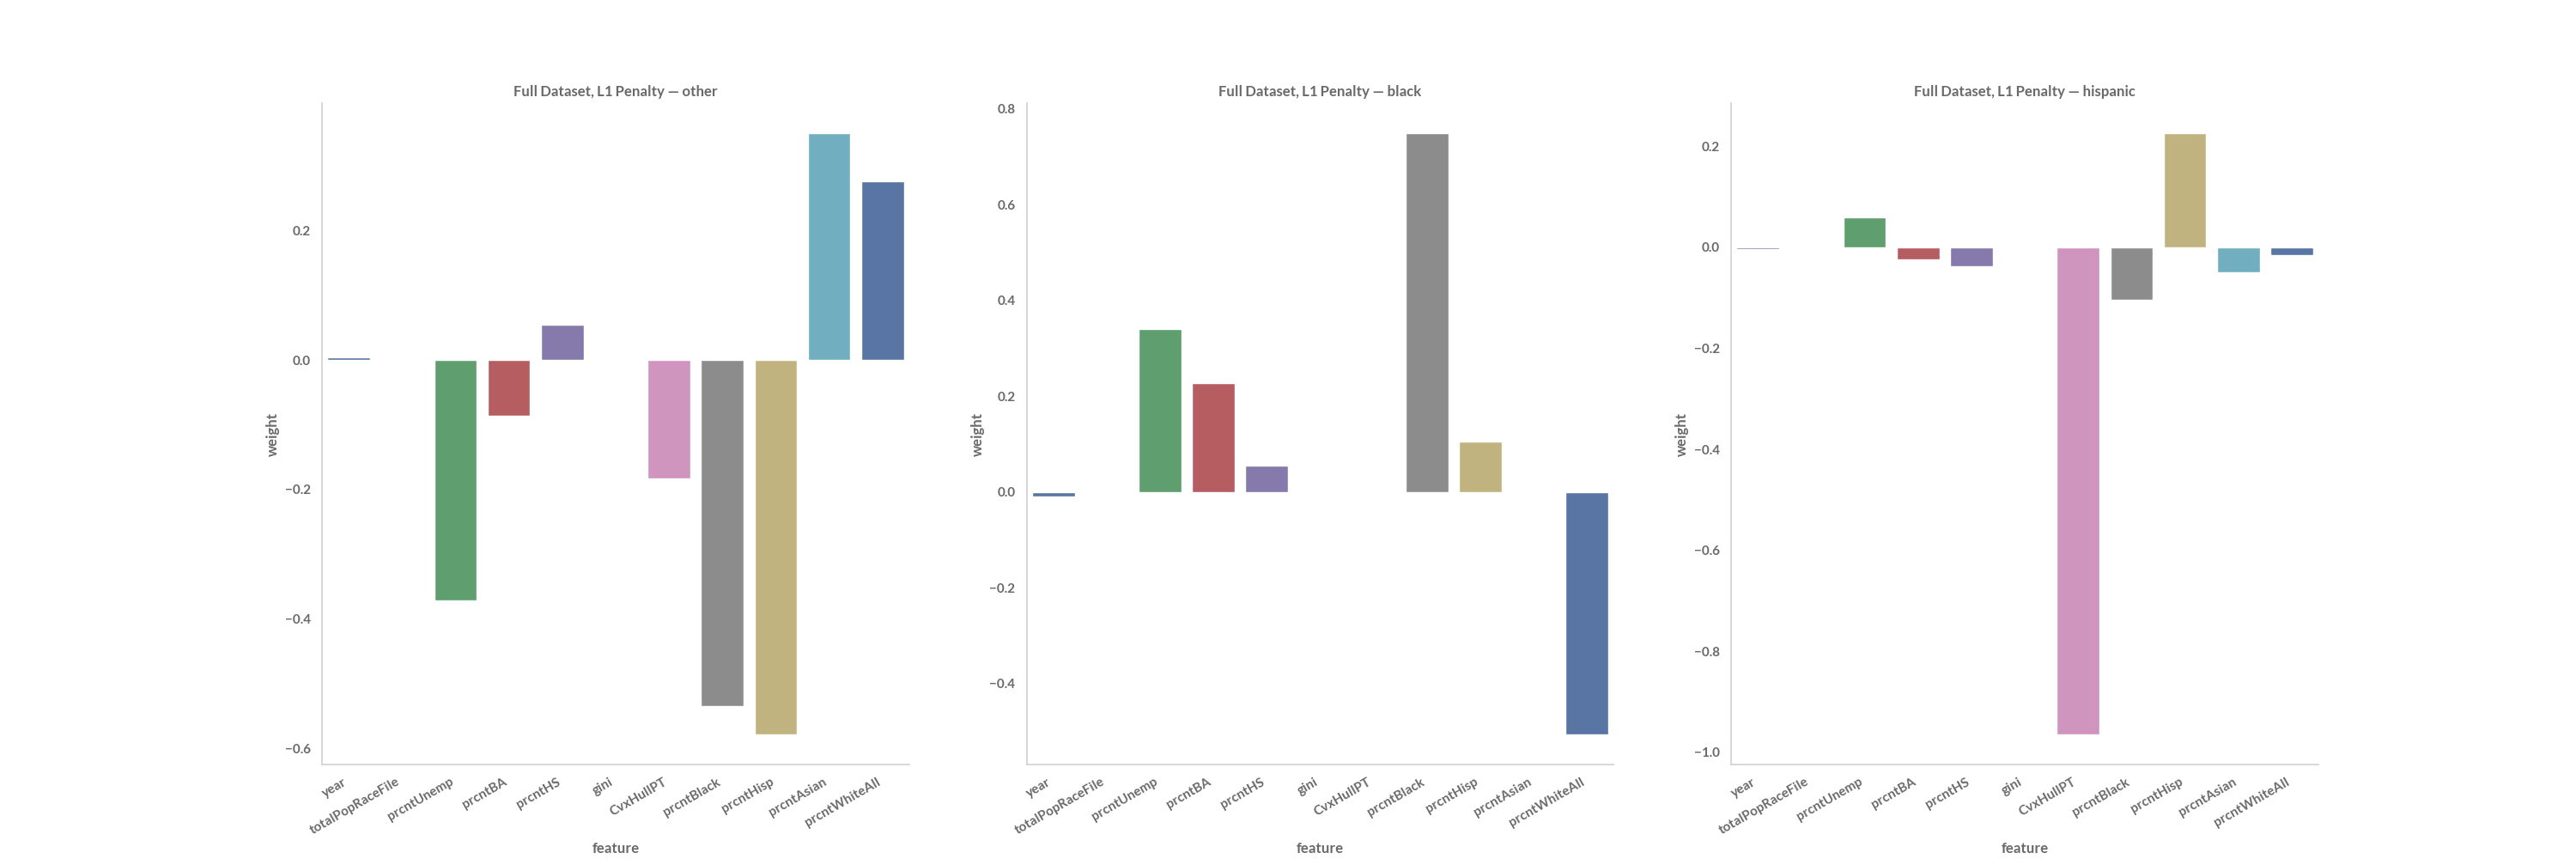 Full Dataset, L1 Penalty — other
0.2
0.0
−0.2
−0.4
−0.6
weight
year
totalPopRaceFile
prcntUnemp
prcntBA
prcntHS
gini
CvxHullPT
prcntBlack
prcntHisp
prcntAsian
prcntWhiteAll
feature
Full Dataset, L1 Penalty — black
0.8
0.6
0.4
0.2
0.0
−0.2
−0.4
weight
year
totalPopRaceFile
prcntUnemp
prcntBA
prcntHS
gini
CvxHullPT
prcntBlack
prcntHisp
prcntAsian
prcntWhiteAll
feature
Full Dataset, L1 Penalty — hispanic
0.2
0.0
−0.2
−0.4
−0.6
−0.8
−1.0
weight
year
totalPopRaceFile
prcntUnemp
prcntBA
prcntHS
gini
CvxHullPT
prcntBlack
prcntHisp
prcntAsian
prcntWhiteAll
feature